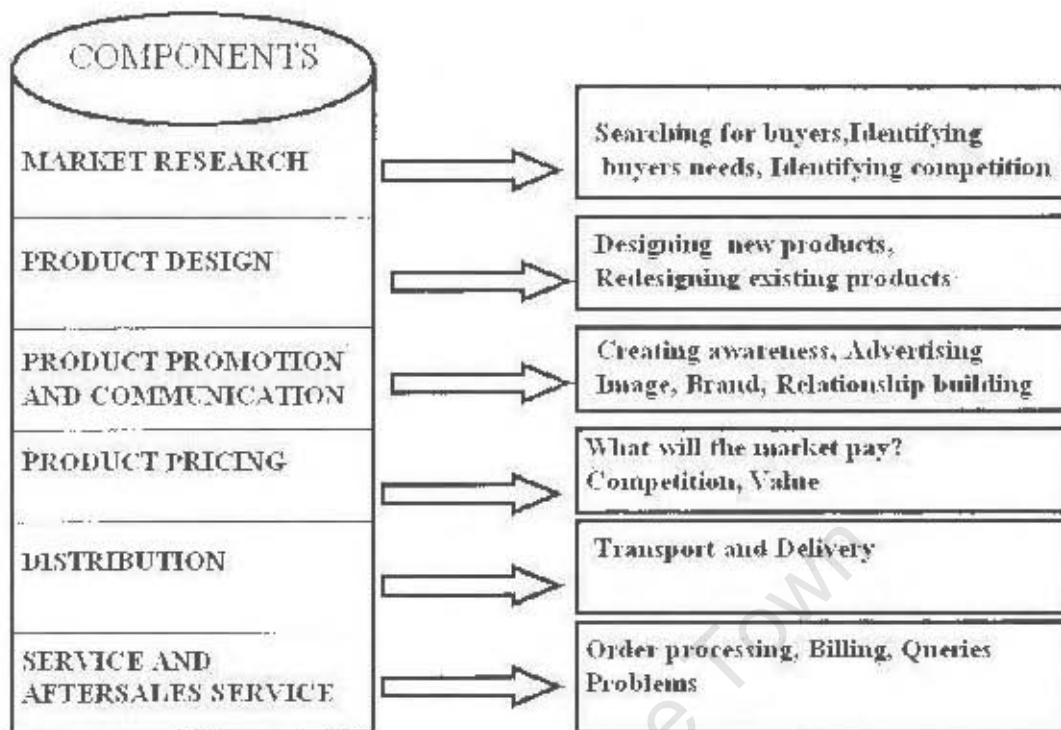 COMPONENTS
MARKET RESEARCH
Searching for buyers,Identifying
buyers needs, Identifying competition
PRODUCT DESIGN
Designing new products,
Redesigning existing products
PRODUCT PROMOTION
AND COMMUNICATION
Creating awareness, Advertising
Image, Brand, Relationship building
PRODUCT PRICING
What will the market pay?
Competition, Value
DISTRIBUTION
Transport and Delivery
SERVICE AND
AFTERSALES SERVICE
Order processing, Billing, Queries
Problems
e Town